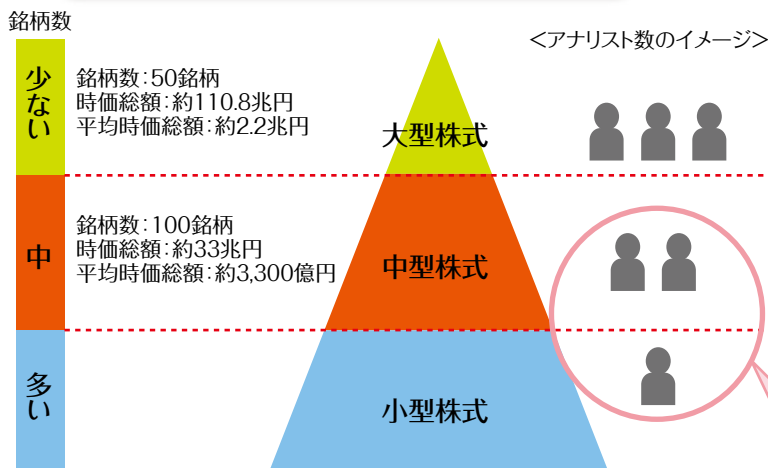 銘柄数
<アナリスト数のイメージ>
少ない
銘柄数:50銘柄
時価総額:約110.8兆円
平均時価総額:約2.2兆円
大型株式
中
銘柄数:100銘柄
時価総額:約33兆円
平均時価総額:約3,300億円
中型株式
多い
小型株式